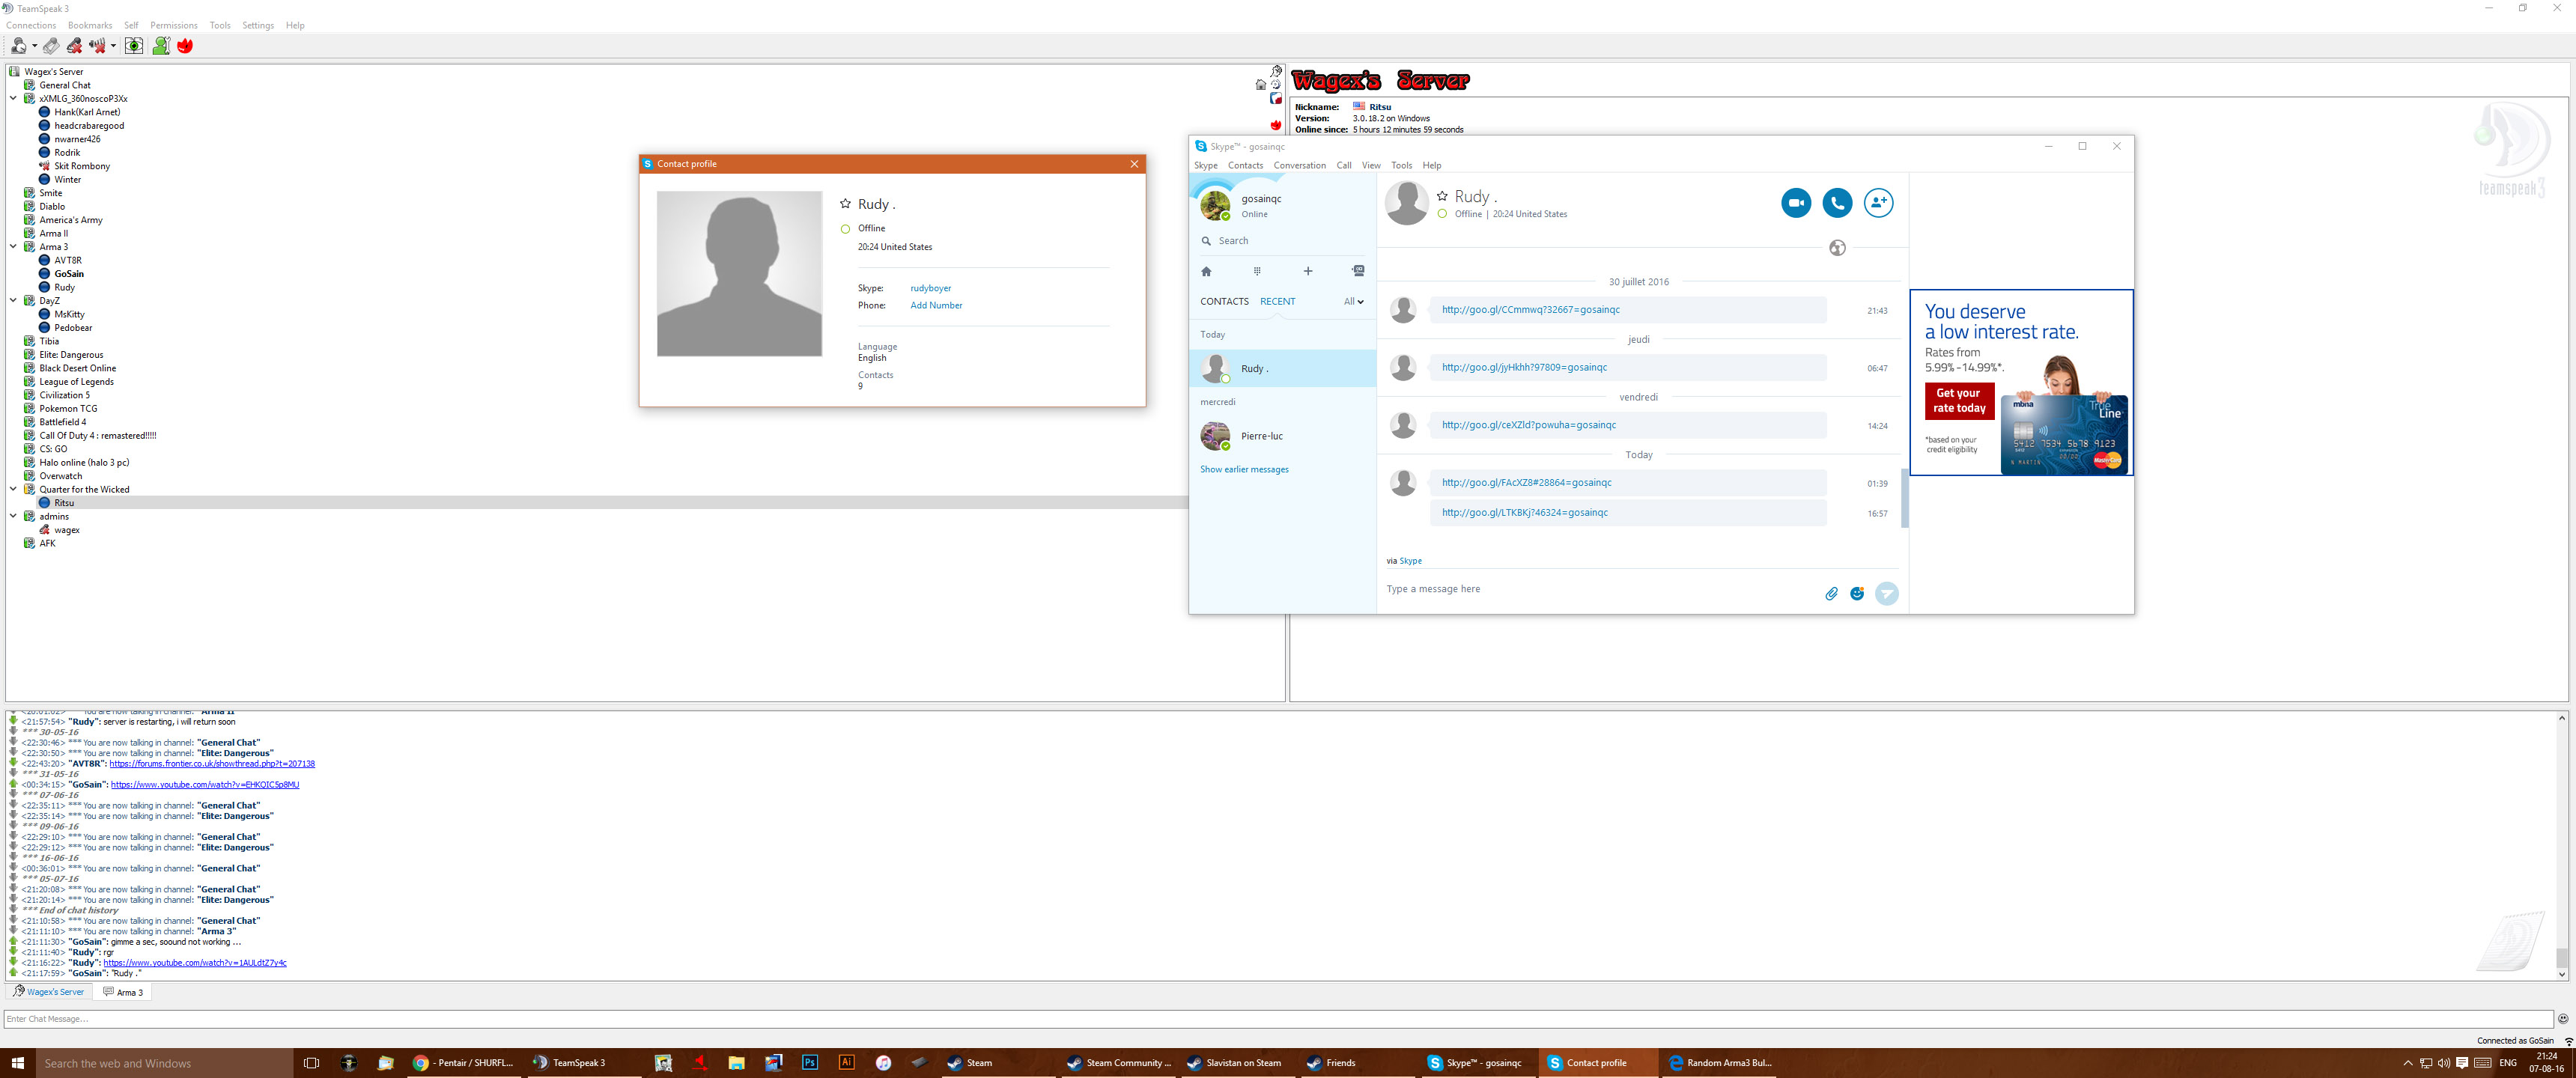 TeamSpeak 3
Connections Bookmarks Self Permissions Tools Settings Help
Wagex's Server
General Chat
xXMLG_360noscoP3Xx
Hank(Karl Arnet)
headcrabaregood
nwarner426
Rodrik
Skit Rombony
Winter
Smite
Diablo
America's Army
Arma II
Arma 3
AVT8R
GoSain
Rudy
DayZ
MsKitty
Pedobear
Tibia
Elite: Dangerous
Black Desert Online
League of Legends
Civilization 5
Pokemon TCG
Battlefield 4
Call Of Duty 4 : remastered!!!!!
CS: GO
Halo online (halo 3 pc)
Overwatch
Quarter for the Wicked
Ritsu
admins
wagex
AFK
Wagex's Server
Nickname: Ritsu
Version: 3.0.18.2 on Windows
Online since: 5 hours 12 minutes 59 seconds
teamspeak3
Contact profile
Rudy .
Offline
20:24 United States
Skype: rudyboyer
Phone: Add Number
Language
English
Contacts
9
Skype™ - gosainqc
Skype Contacts Conversation Call View Tools Help
gosainqc
Online
Search
CONTACTS RECENT All
Today
Rudy .
mercredi
Pierre-luc
Show earlier messages
Rudy .
Offline | 20:24 United States
30 juillet 2016
http://goo.gl/CCmmwq?32667=gosainqc 21:43
jeudi
http://goo.gl/jyHkhh?97809=gosainqc 06:47
vendredi
http://goo.gl/ceXZld?powuha=gosainqc 14:24
Today
http://goo.gl/FAcXZ8#28864=gosainqc 01:39
http://goo.gl/LTKBKj?46324=gosainqc 16:57
via Skype
Type a message here
You deserve
a low interest rate.
Rates from
5.99%-14.99%*.
Get your
rate today
*based on your
credit eligibility
mbna
True
Line
5412 7534 5678 9123
N MARTIN
MasterCard
<20:01:02> *** You are now talking in channel: "Arma II"
<21:57:54> "Rudy": server is restarting, i will return soon
*** 30-05-16
<22:30:46> *** You are now talking in channel: "General Chat"
<22:30:50> *** You are now talking in channel: "Elite: Dangerous"
<22:43:20> "AVT8R": https://forums.frontier.co.uk/showthread.php?t=207138
*** 31-05-16
<00:34:15> "GoSain": https://www.youtube.com/watch?v=EHKQIC5p8MU
*** 07-06-16
<22:35:11> *** You are now talking in channel: "General Chat"
<22:35:14> *** You are now talking in channel: "Elite: Dangerous"
*** 09-06-16
<22:29:10> *** You are now talking in channel: "General Chat"
<22:29:12> *** You are now talking in channel: "Elite: Dangerous"
*** 16-06-16
<00:36:01> *** You are now talking in channel: "General Chat"
*** 05-07-16
<21:20:08> *** You are now talking in channel: "General Chat"
<21:20:14> *** You are now talking in channel: "Elite: Dangerous"
*** End of chat history
<21:10:58> *** You are now talking in channel: "General Chat"
<21:11:10> *** You are now talking in channel: "Arma 3"
<21:11:30> "GoSain": gimme a sec, soound not working ...
<21:11:40> "Rudy": rgr
<21:16:22> "Rudy": https://www.youtube.com/watch?v=1AULdtZ7y4c
<21:17:59> "GoSain": "Rudy ."
Wagex's Server Arma 3
Enter Chat Message...
Connected as GoSain
Search the web and Windows
- Pentair / SHURFL... TeamSpeak 3 Ps Ai Steam Steam Community ... Slavistan on Steam Friends Skype™ - gosainqc Contact profile Random Arma3 Bul... ENG 21:24
07-08-16